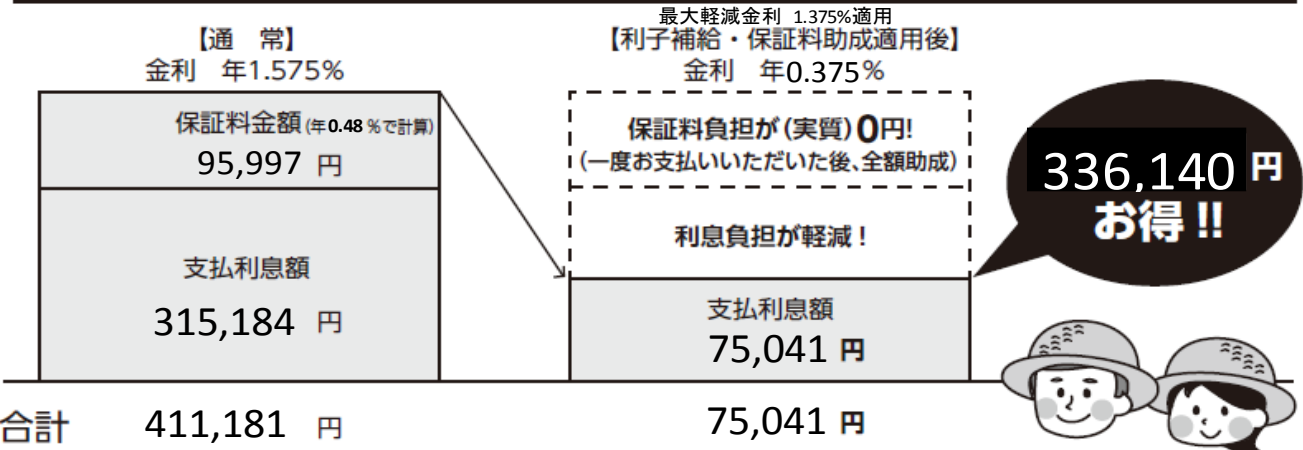 最大軽減金利 1.375%適用
【通 常】
金利 年1.575%
【利子補給・保証料助成適用後】
金利 年0.375%
保証料金額(年0.48%で計算)
95,997 円
支払利息額
315,184 円
保証料負担が(実質)0円!
(一度お支払いいただいた後、全額助成)
利息負担が軽減!
支払利息額
75,041 円
336,140 円
お得!!
合計 411,181 円 75,041 円